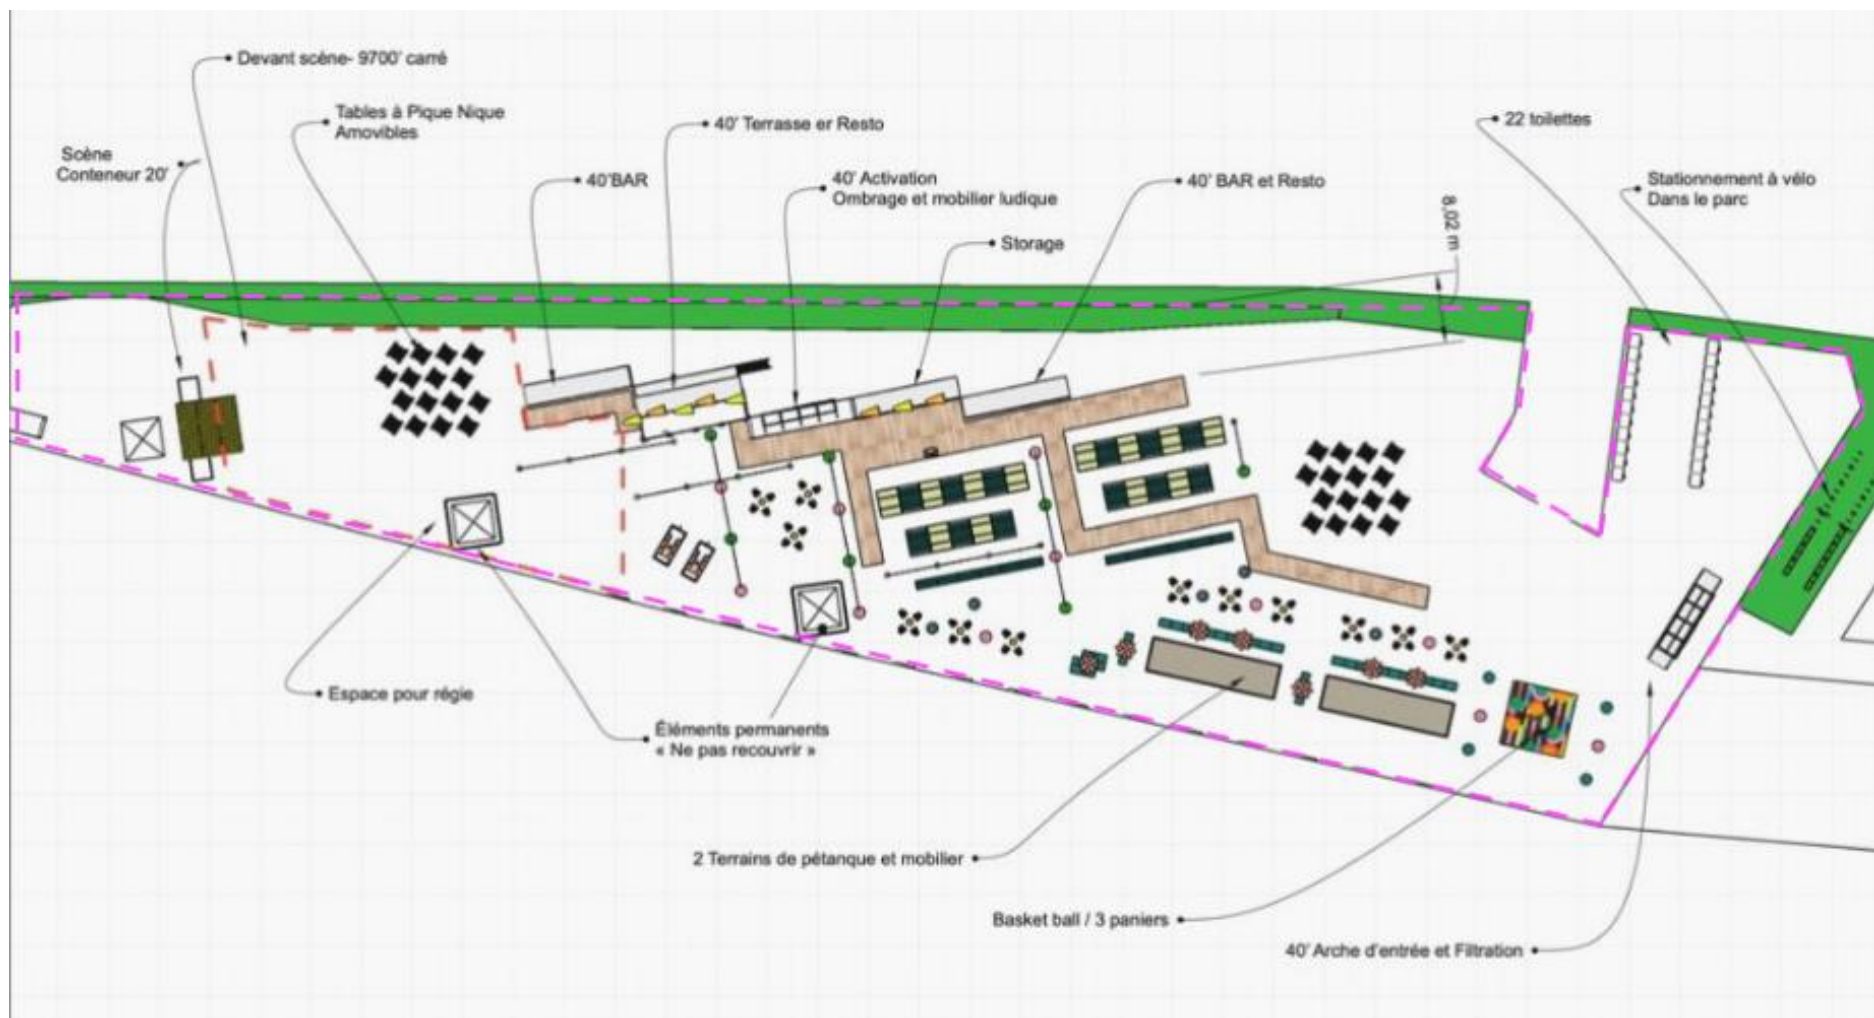 Devant scène- 9700' carré
Tables à Pique Nique
Amovibles
40' Terrasse er Resto
22 toilettes
Scène
Conteneur 20'
40'BAR
40' Activation
Ombrage et mobilier ludique
40' BAR et Resto
Stationnement à vélo
Dans le parc
8,02 m
Storage
Espace pour régie
Éléments permanents
« Ne pas recouvrir »
2 Terrains de pétanque et mobilier
Basket ball / 3 paniers
40' Arche d'entrée et Filtration